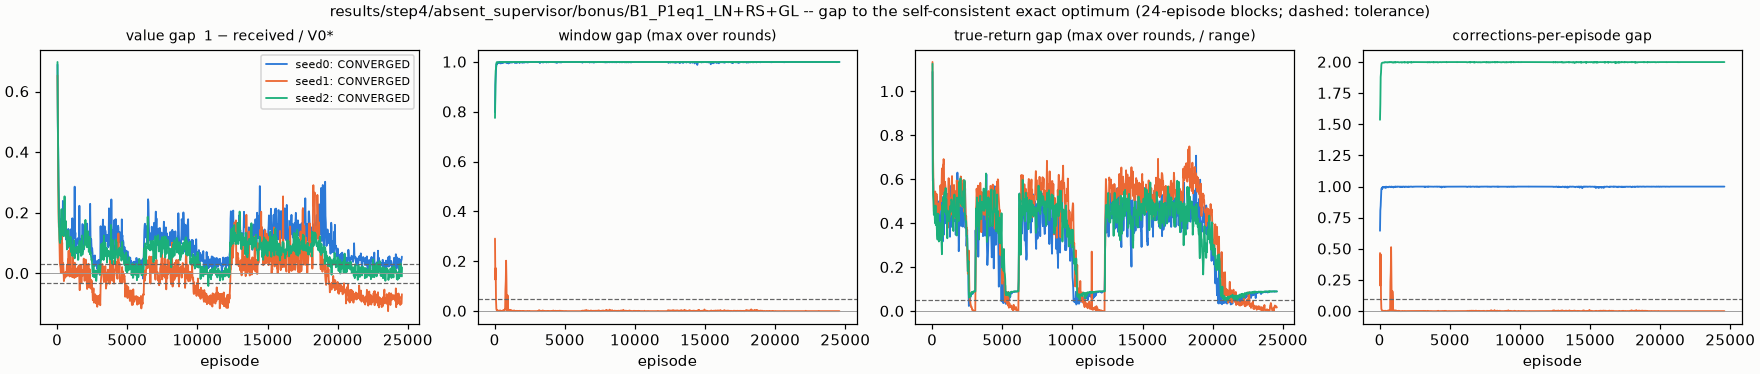 results/step4/absent_supervisor/bonus/B1_P1eq1_LN+RS+GL -- gap to the self-consistent exact optimum (24-episode blocks; dashed: tolerance)
value gap  1 − received / V0*
0.6
0.4
0.2
0.0
seed0: CONVERGED
seed1: CONVERGED
seed2: CONVERGED
0 5000 10000 15000 20000 25000
episode
window gap (max over rounds)
1.0
0.8
0.6
0.4
0.2
0.0
0 5000 10000 15000 20000 25000
episode
true-return gap (max over rounds, / range)
1.0
0.8
0.6
0.4
0.2
0.0
0 5000 10000 15000 20000 25000
episode
corrections-per-episode gap
2.00
1.75
1.50
1.25
1.00
0.75
0.50
0.25
0.00
0 5000 10000 15000 20000 25000
episode